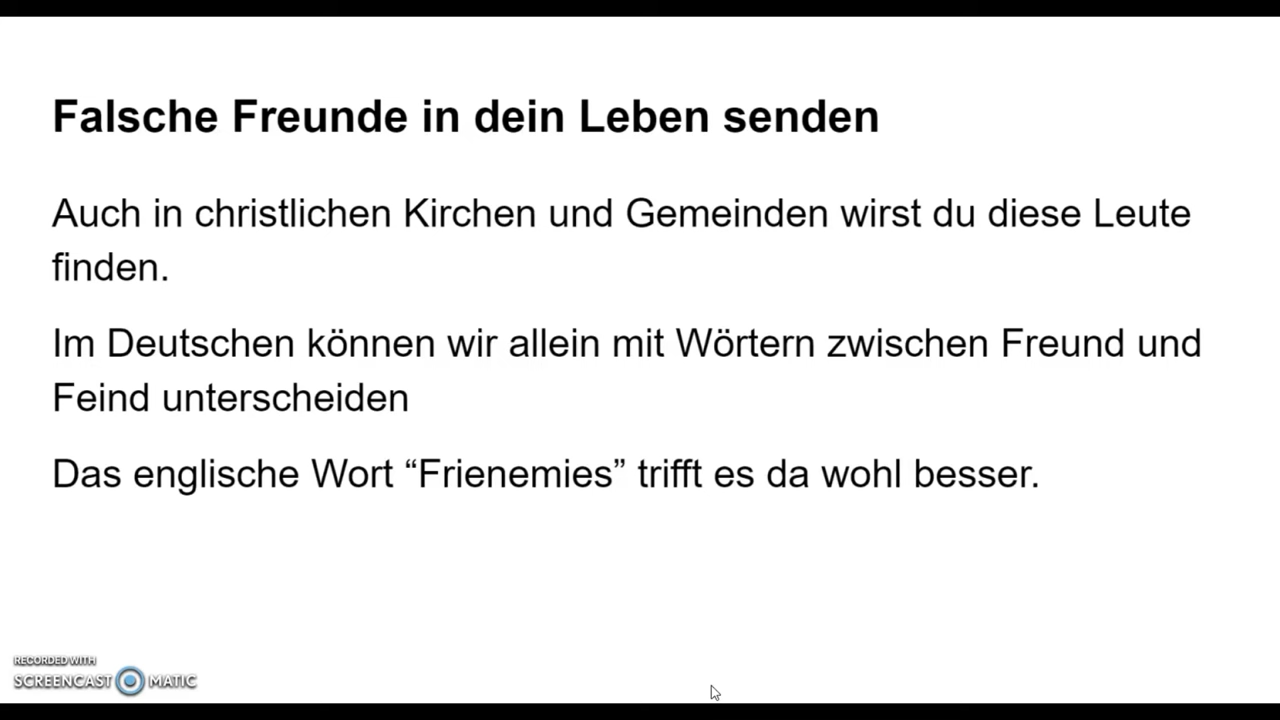 Falsche Freunde in dein Leben senden
Auch in christlichen Kirchen und Gemeinden wirst du diese Leute
finden.
Im Deutschen können wir allein mit Wörtern zwischen Freund und
Feind unterscheiden
Das englische Wort “Frienemies” trifft es da wohl besser.
RECORDED WITH
SCREENCAST MATIC